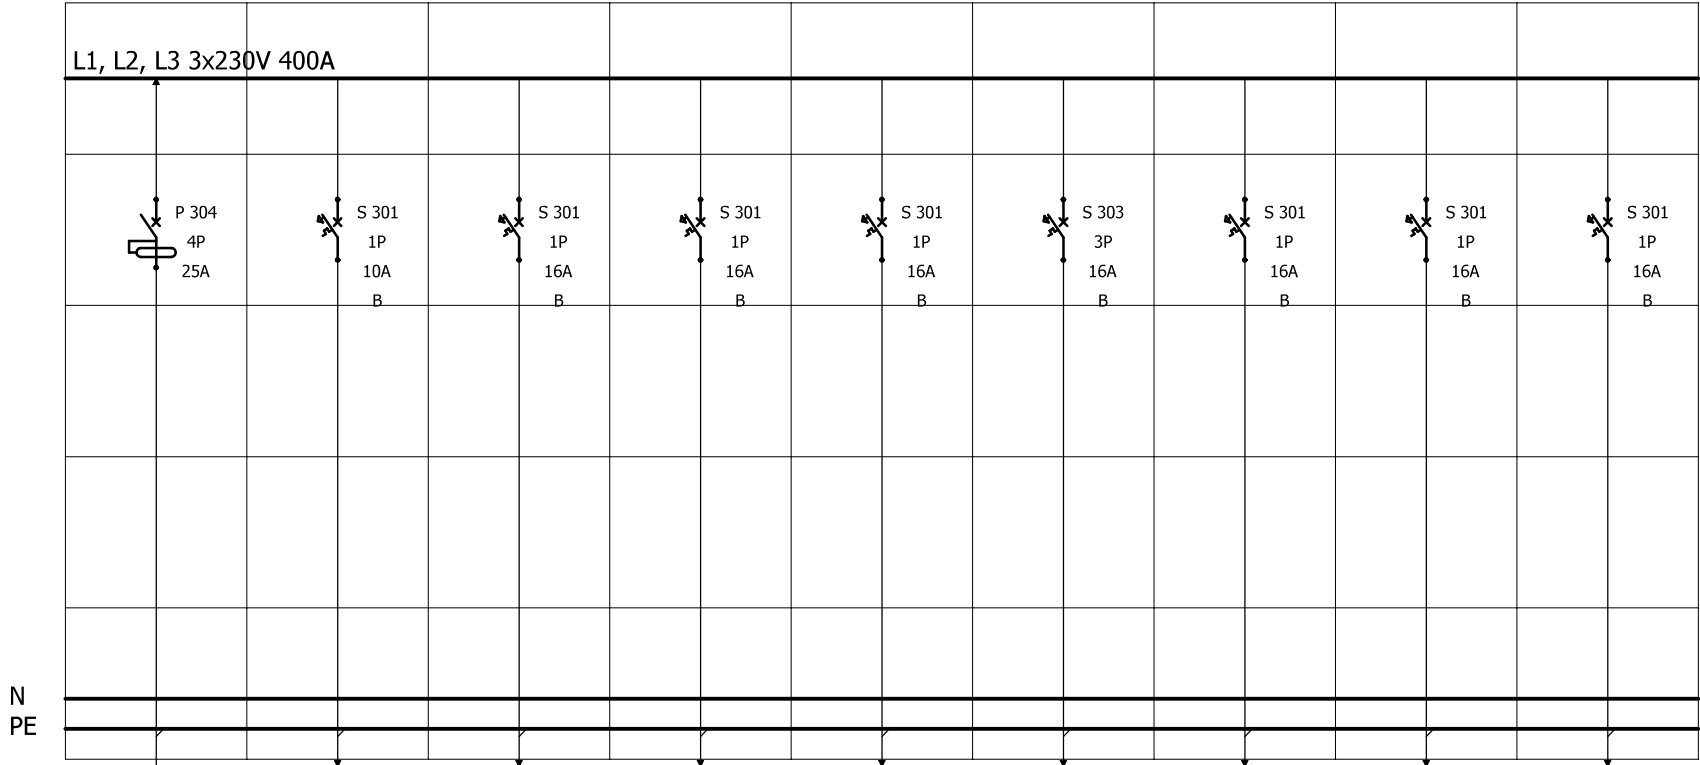 L1, L2, L3 3x230V 400A
P 304
4P
25A
S 301
1P
10A
B
S 301
1P
16A
B
S 301
1P
16A
B
S 301
1P
16A
B
S 303
3P
16A
B
S 301
1P
16A
B
S 301
1P
16A
B
S 301
1P
16A
B
N
PE